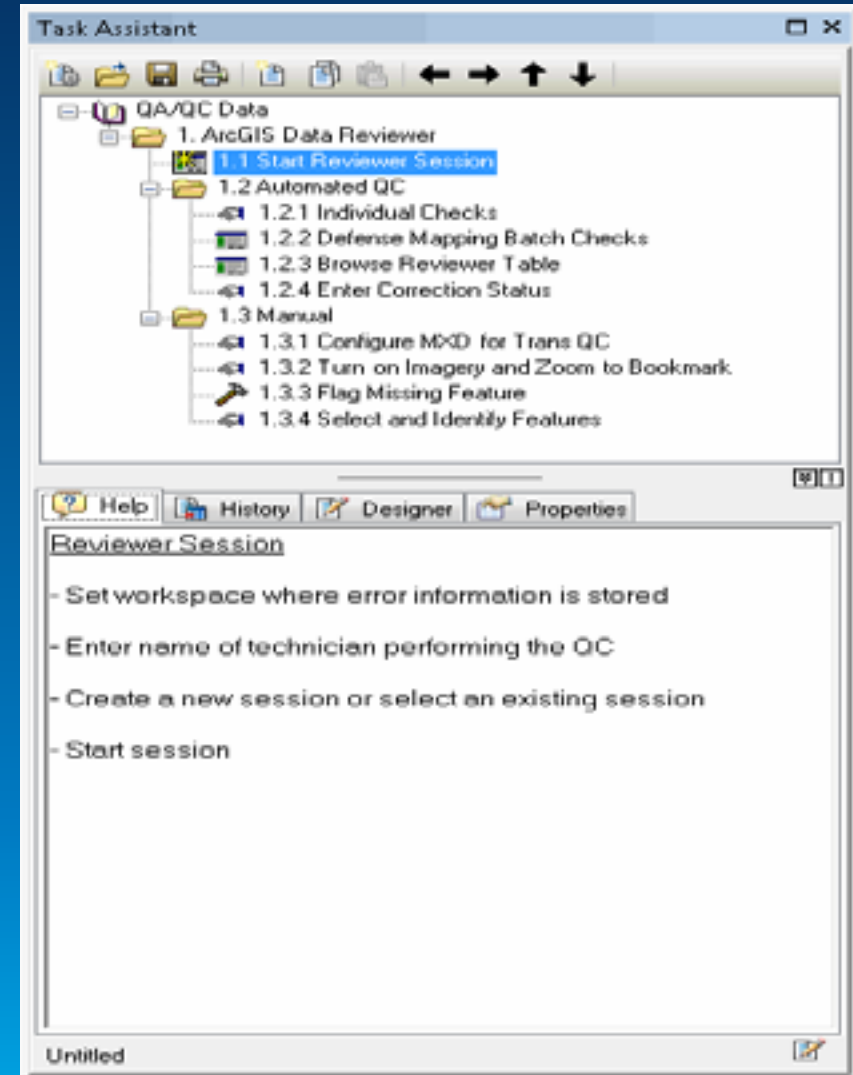 Task Assistant
QA/QC Data
1. ArcGIS Data Reviewer
1.1 Start Reviewer Session
1.2 Automated QC
1.2.1 Individual Checks
1.2.2 Defense Mapping Batch Checks
1.2.3 Browse Reviewer Table
1.2.4 Enter Correction Status
1.3 Manual
1.3.1 Configure MXD for Trans QC
1.3.2 Turn on Imagery and Zoom to Bookmark
1.3.3 Flag Missing Feature
1.3.4 Select and Identify Features
Help History Designer Properties
Reviewer Session
- Set workspace where error information is stored
- Enter name of technician performing the QC
- Create a new session or select an existing session
- Start session
Untitled